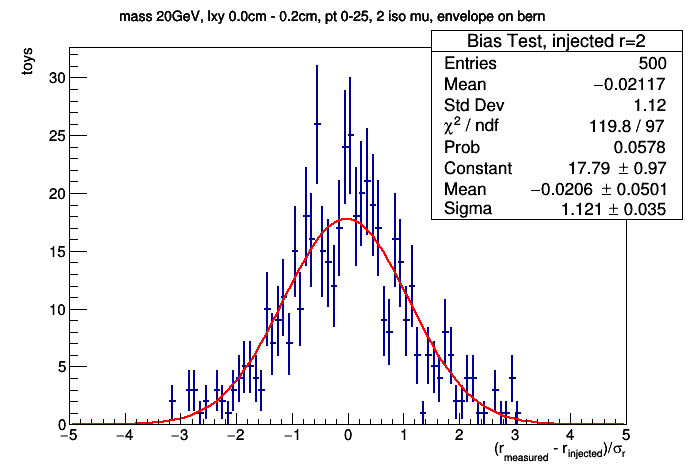 mass 20GeV, lxy 0.0cm - 0.2cm, pt 0-25, 2 iso mu, envelope on bern
Bias Test, injected r=2
Entries 500
Mean −0.02117
Std Dev 1.12
χ² / ndf 119.8 / 97
Prob 0.0578
Constant 17.79 ± 0.97
Mean −0.0206 ± 0.0501
Sigma 1.121 ± 0.035
toys
30
25
20
15
10
5
0
−5 −4 −3 −2 −1 0 1 2 3 4 5
(r_measured - r_injected)/σ_r